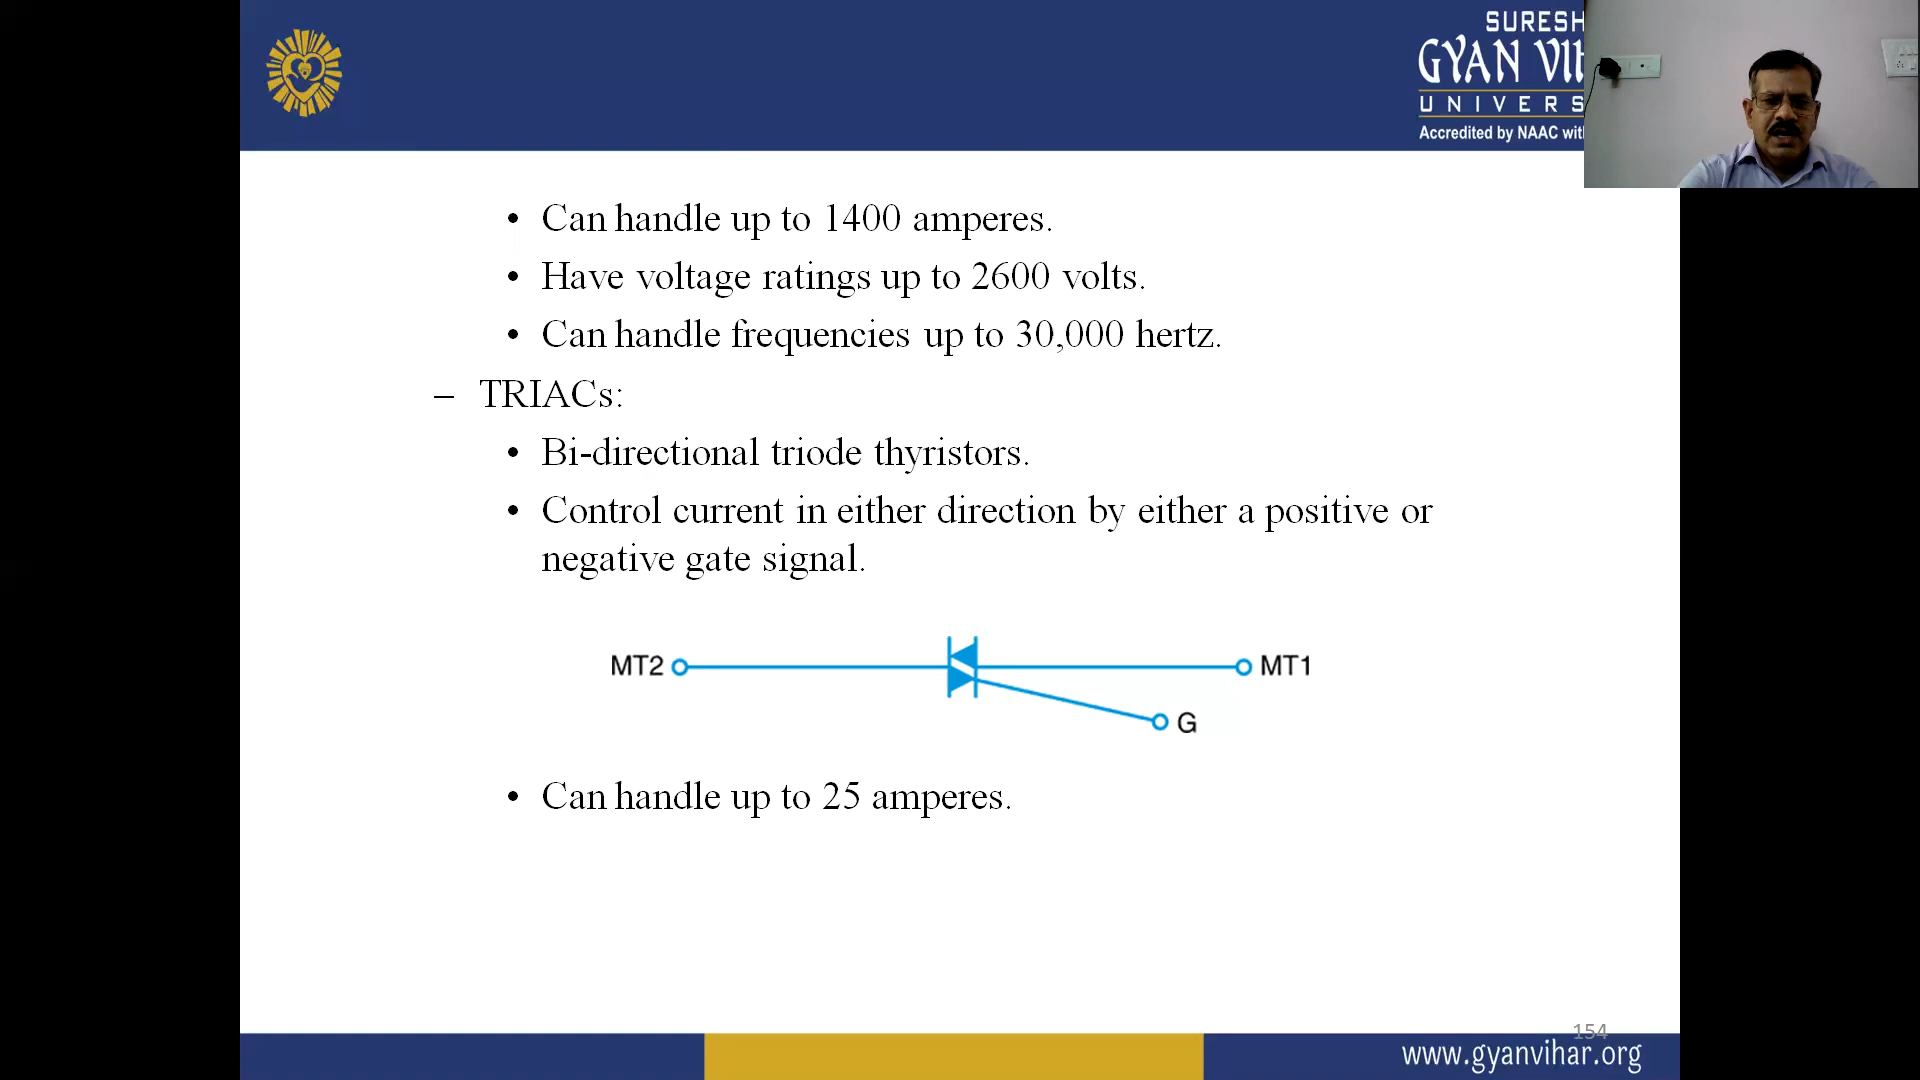 SURESH
GYAN VIH
UNIVERS
Accredited by NAAC with
• Can handle up to 1400 amperes.
• Have voltage ratings up to 2600 volts.
• Can handle frequencies up to 30,000 hertz.
– TRIACs:
• Bi-directional triode thyristors.
• Control current in either direction by either a positive or
negative gate signal.
MT2 MT1
G
• Can handle up to 25 amperes.
154
www.gyanvihar.org